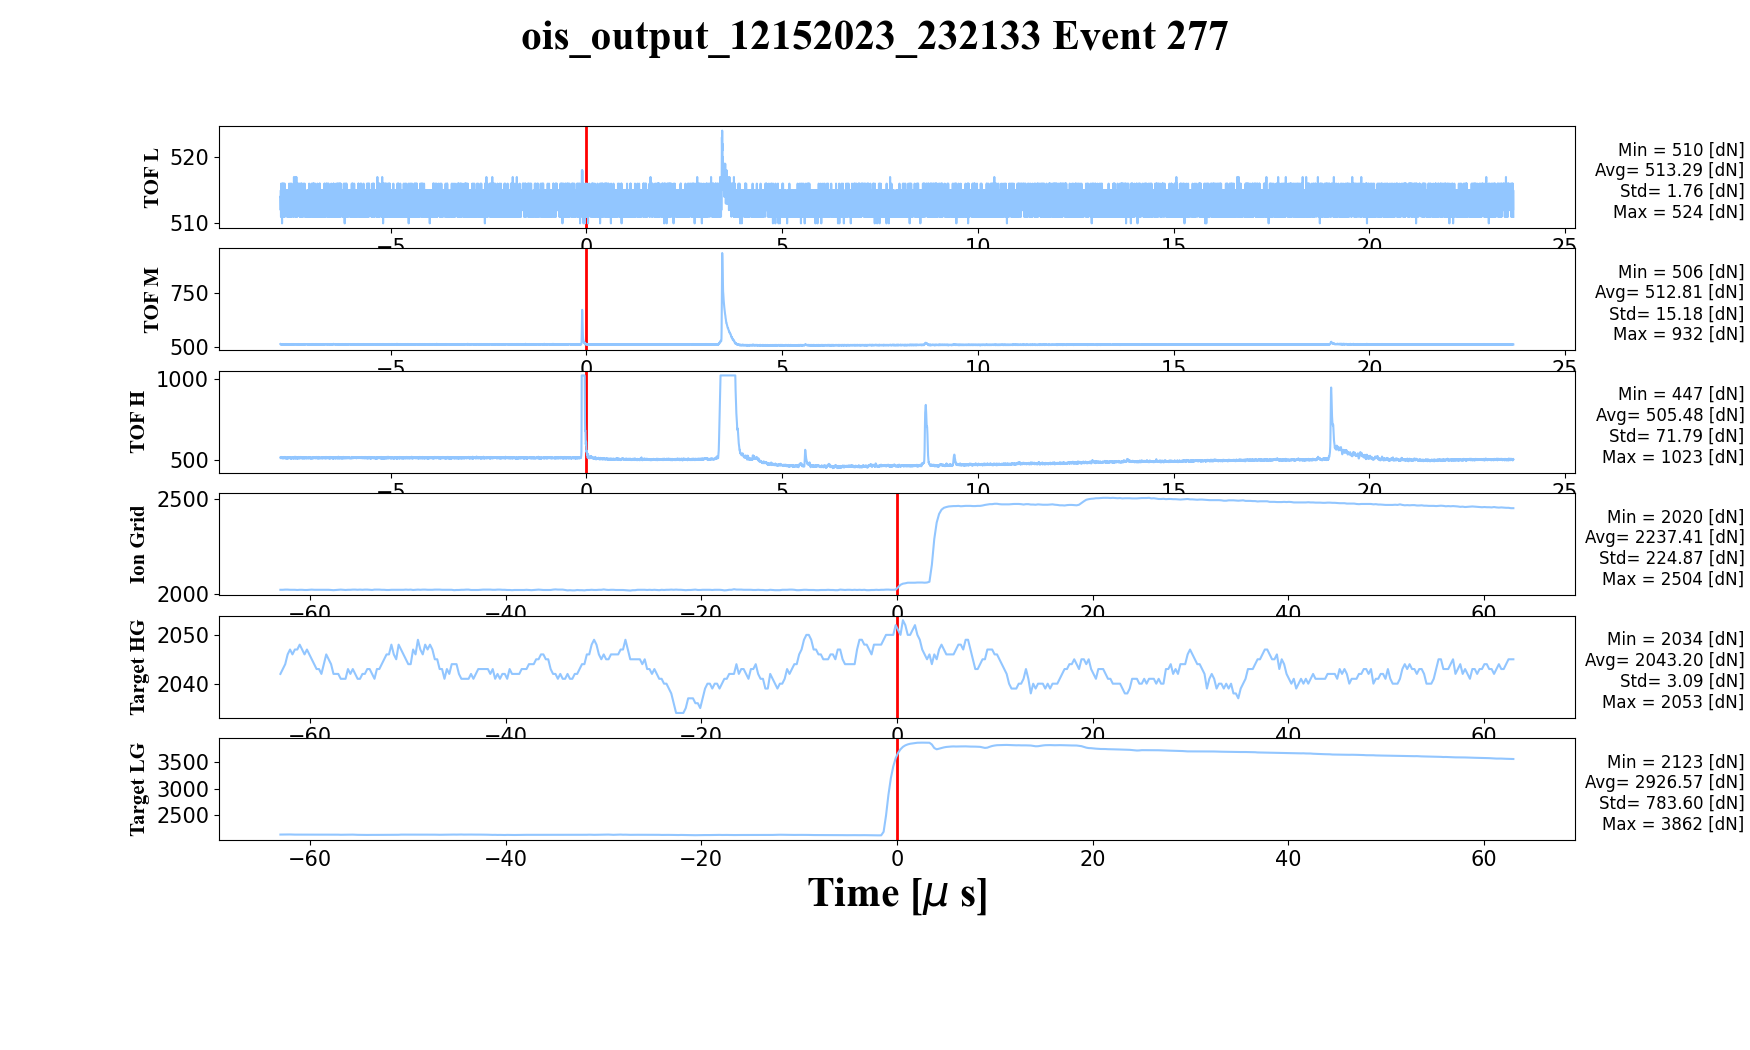 ois_output_12152023_232133 Event 277
TOF L
520
510
−5 0 5 10 15 20 25
Min = 510 [dN]
Avg= 513.29 [dN]
Std= 1.76 [dN]
Max = 524 [dN]
TOF M
750
500
−5 0 5 10 15 20 25
Min = 506 [dN]
Avg= 512.81 [dN]
Std= 15.18 [dN]
Max = 932 [dN]
TOF H
1000
500
−5 0 5 10 15 20 25
Min = 447 [dN]
Avg= 505.48 [dN]
Std= 71.79 [dN]
Max = 1023 [dN]
Ion Grid
2500
2000
−60 −40 −20 0 20 40 60
Min = 2020 [dN]
Avg= 2237.41 [dN]
Std= 224.87 [dN]
Max = 2504 [dN]
Target HG
2050
2040
−60 −40 −20 0 20 40 60
Min = 2034 [dN]
Avg= 2043.20 [dN]
Std= 3.09 [dN]
Max = 2053 [dN]
Target LG
3500
3000
2500
−60 −40 −20 0 20 40 60
Min = 2123 [dN]
Avg= 2926.57 [dN]
Std= 783.60 [dN]
Max = 3862 [dN]
Time [μ s]